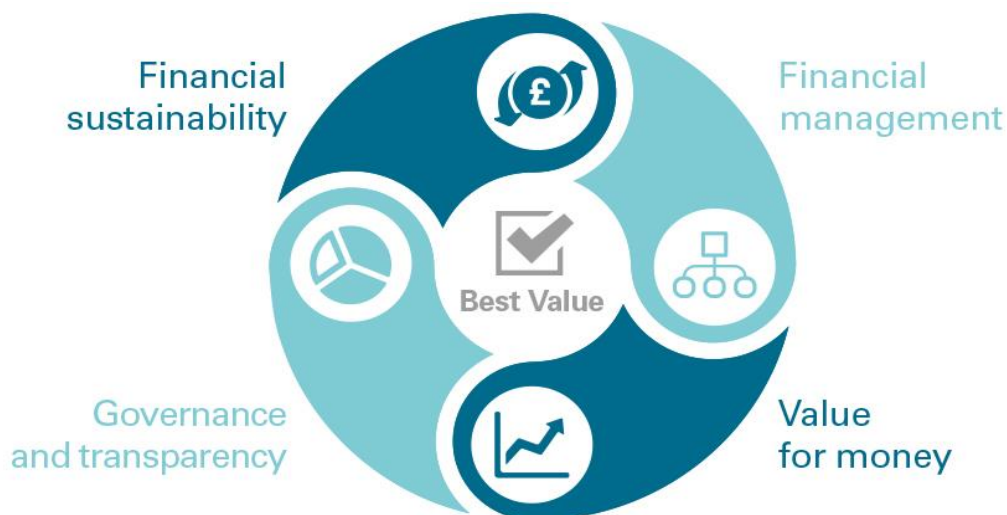 Financial
sustainability
Financial
management
£
Best Value
Governance
and transparency
Value
for money